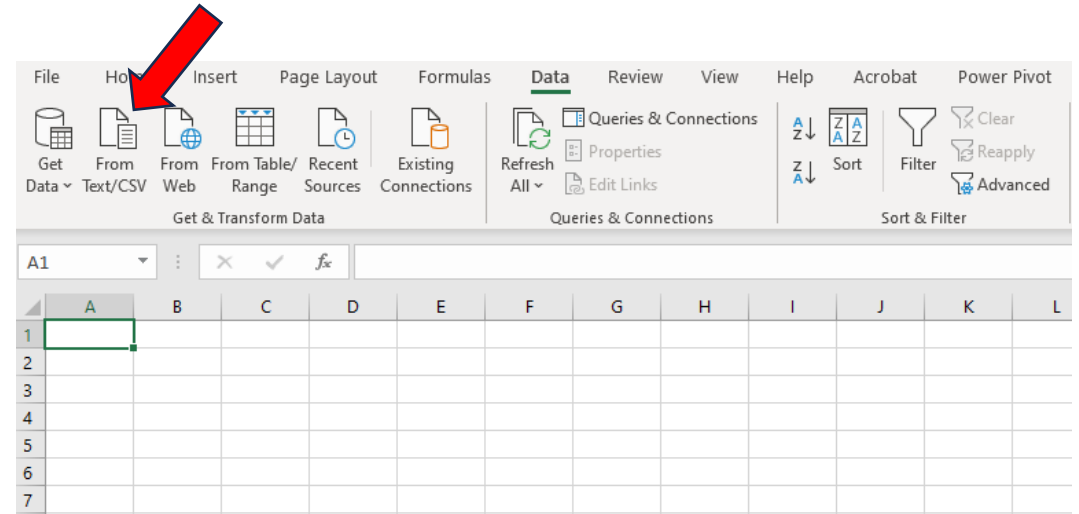 File Ho Insert Page Layout Formulas Data Review View Help Acrobat Power Pivot
Get Data
From Text/CSV
From Web
From Table/ Range
Recent Sources
Existing Connections
Get & Transform Data
Refresh All
Queries & Connections
Properties
Edit Links
Queries & Connections
A Z
Z A
Z A A Z
Sort
Filter
Clear
Reapply
Advanced
Sort & Filter
A1 fx
A B C D E F G H I J K L
1
2
3
4
5
6
7